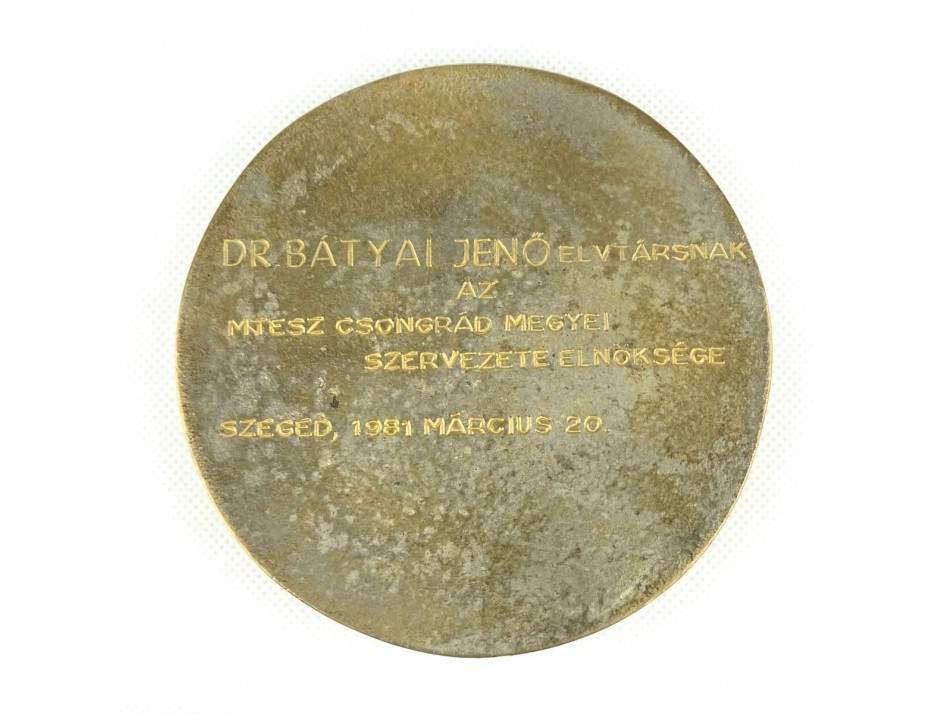 DR. BÁTYAI JENŐ ELVTÁRSNAK
AZ
MTESZ CSONGRÁD MEGYEI
SZERVEZETE ELNÖKSÉGE
SZEGED, 1981 MÁRCIUS 20.